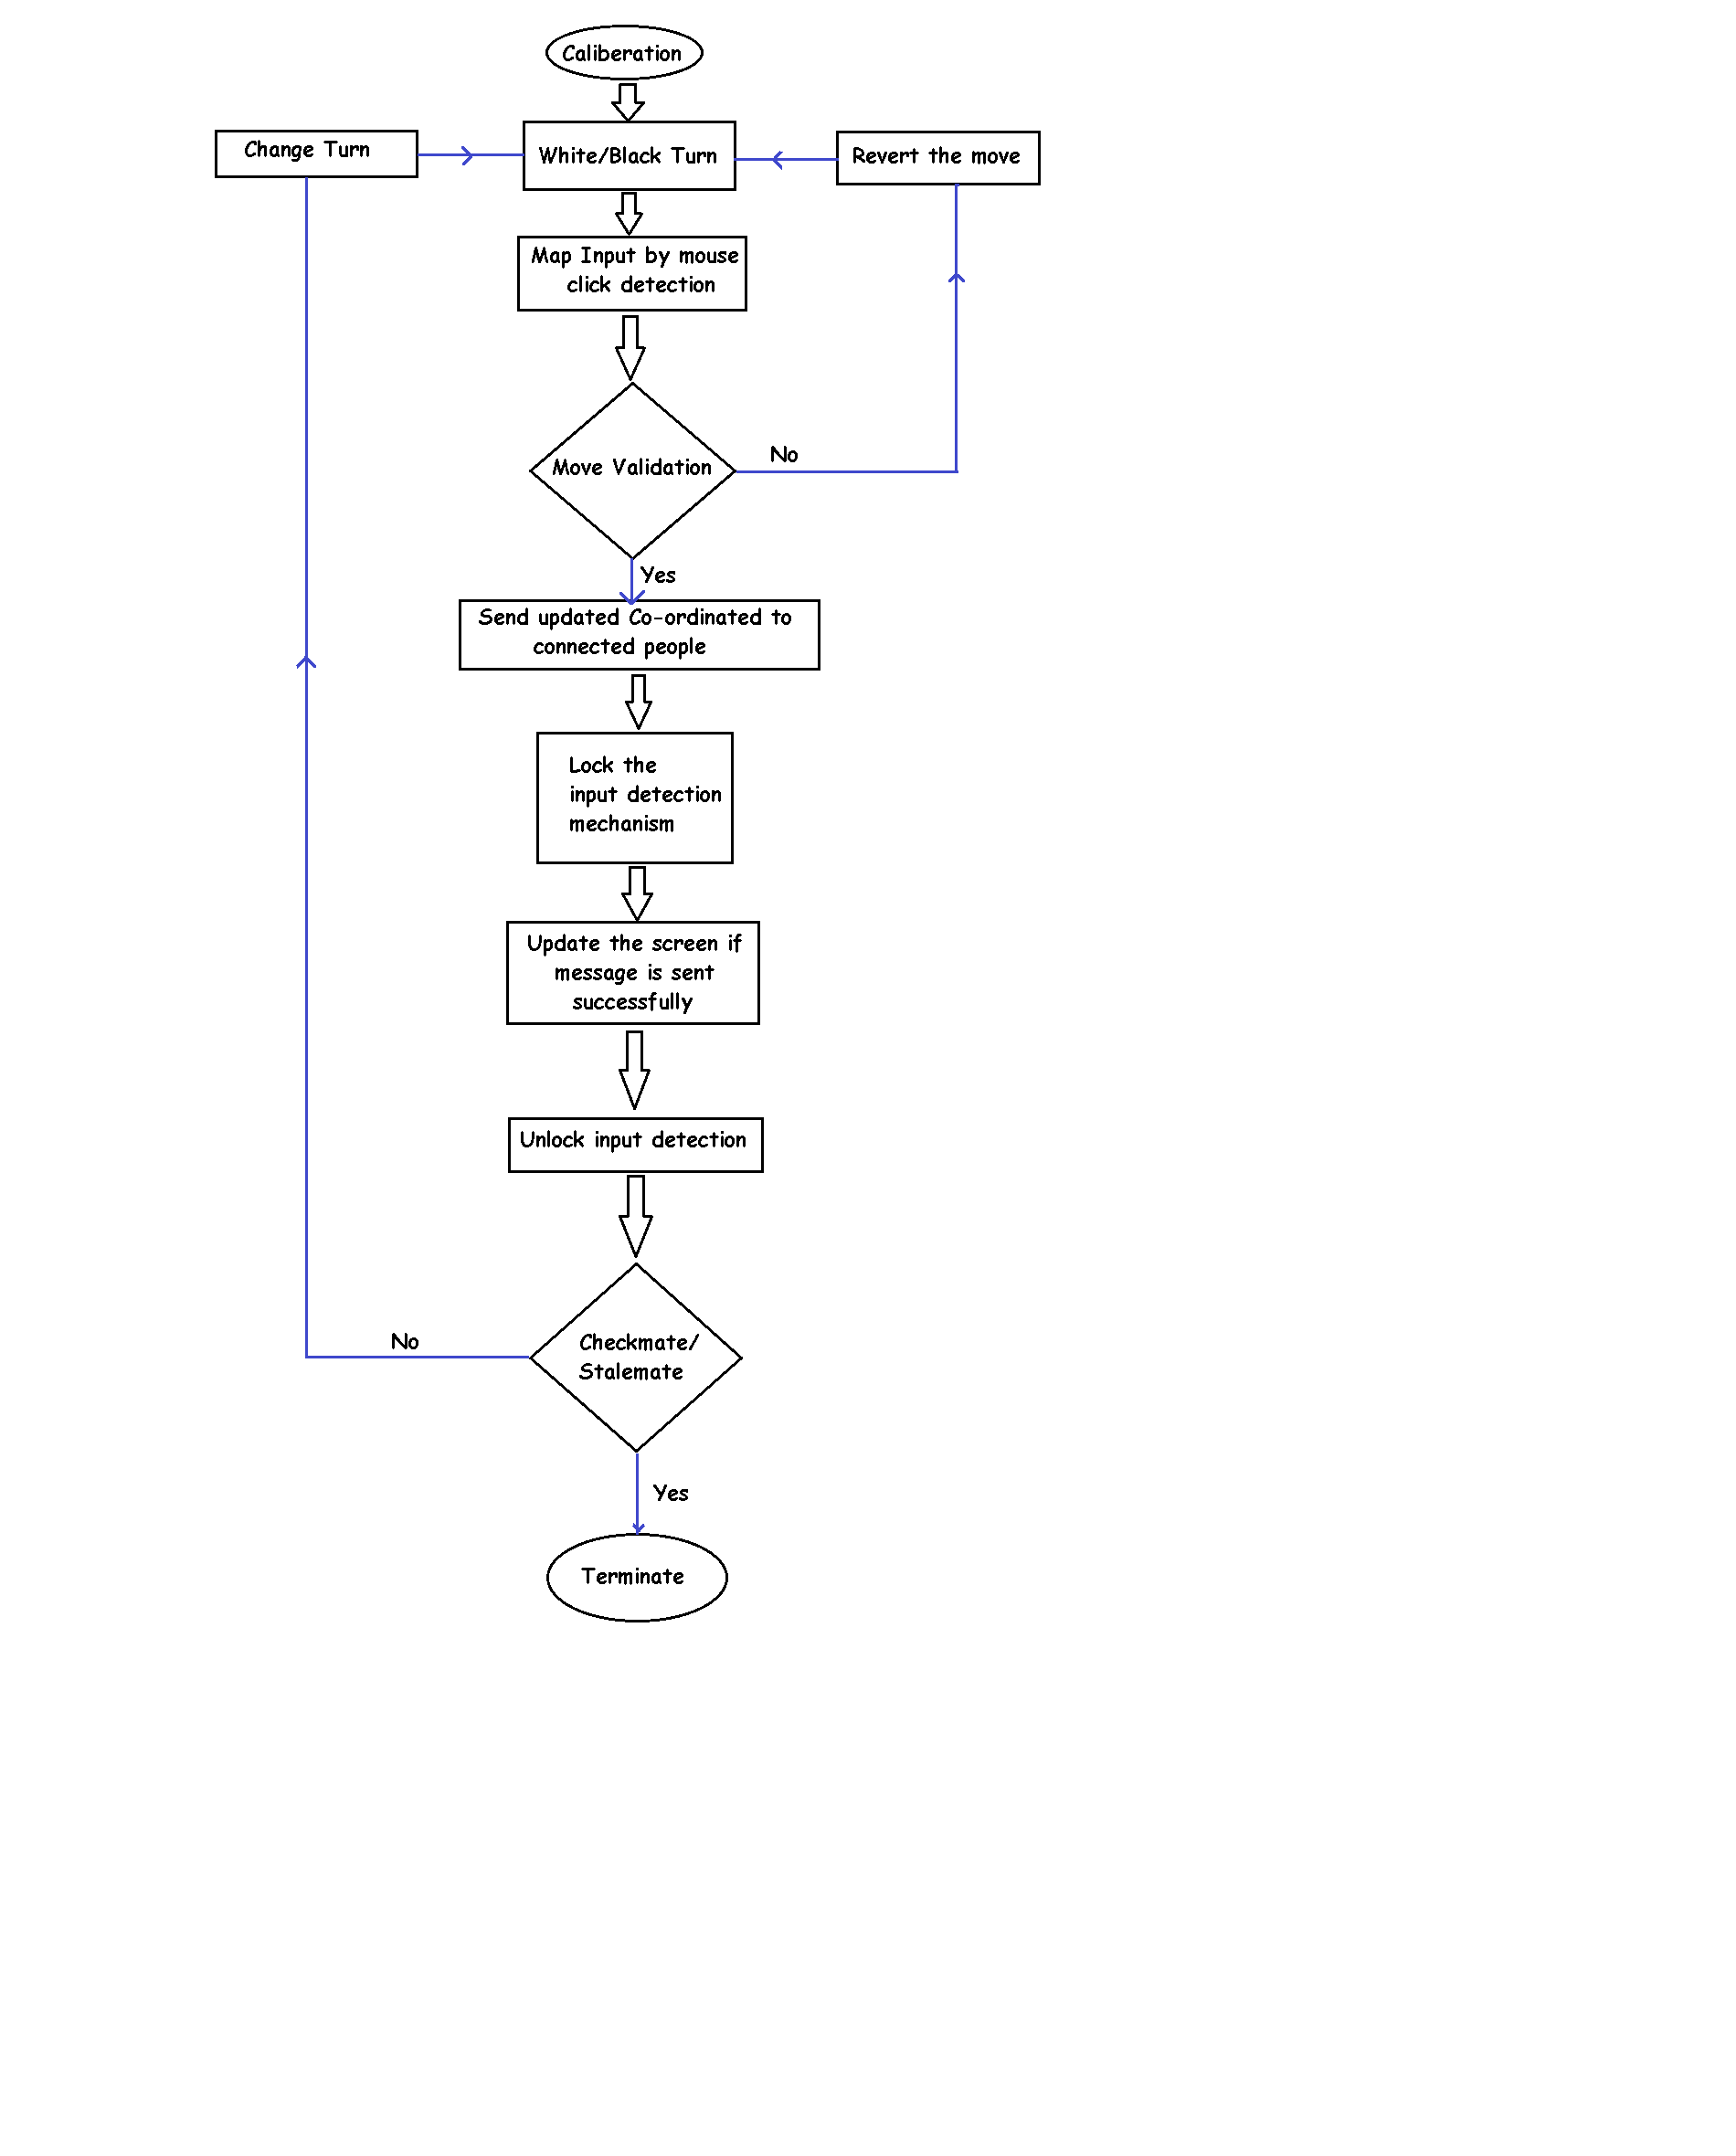 Caliberation
Change Turn
White/Black Turn
Revert the move
Map Input by mouse
click detection
Move Validation
No
Yes
Send updated Co-ordinated to
connected people
Lock the
input detection
mechanism
Update the screen if
message is sent
successfully
Unlock input detection
No
Checkmate/
Stalemate
Yes
Terminate